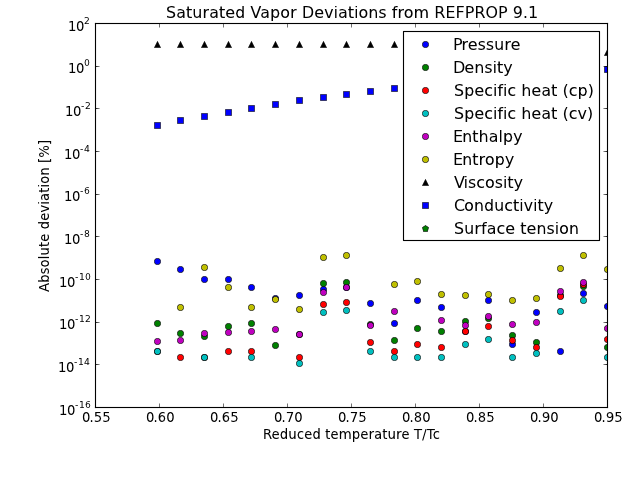 Saturated Vapor Deviations from REFPROP 9.1
10^2
10^0
10^-2
10^-4
10^-6
10^-8
10^-10
10^-12
10^-14
10^-16
Absolute deviation [%]
Pressure
Density
Specific heat (cp)
Specific heat (cv)
Enthalpy
Entropy
Viscosity
Conductivity
Surface tension
0.55 0.60 0.65 0.70 0.75 0.80 0.85 0.90 0.95
Reduced temperature T/Tc